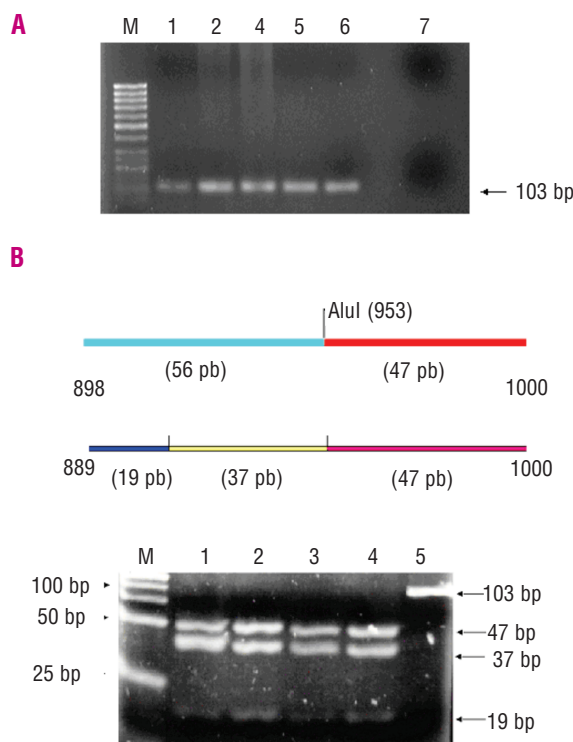 A
M 1 2 4 5 6 7
103 bp
B
AluI (953)
(56 pb) (47 pb)
898 1000
889 (19 pb) (37 pb) (47 pb) 1000
M 1 2 3 4 5
100 bp 103 bp
50 bp 47 bp
37 bp
25 bp
19 bp